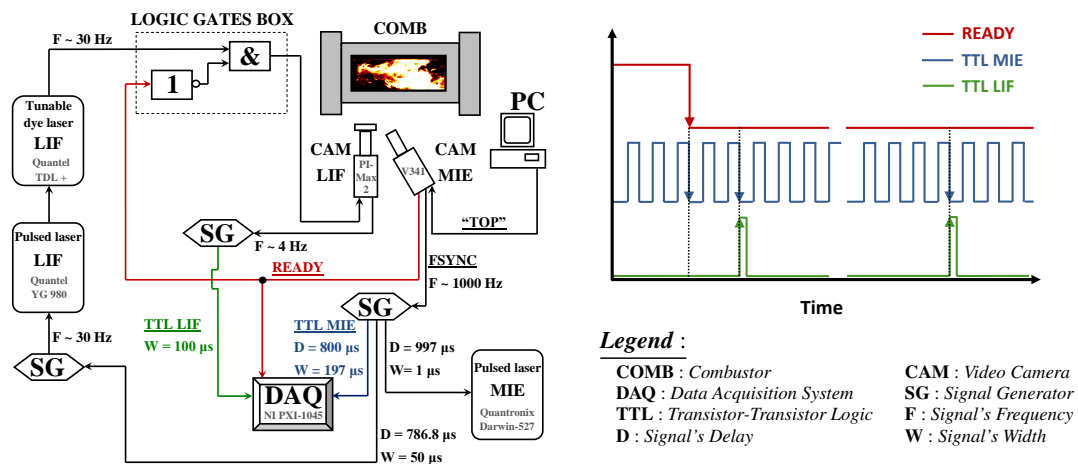 LOGIC GATES BOX
F ~ 30 Hz
&
1
COMB
PC
Tunable
dye laser
LIF
Quantel
TDL +
CAM
LIF
PI-
Max
2
V341
CAM
MIE
Pulsed laser
LIF
Quantel
YG 980
SG
F ~ 4 Hz
“TOP”
READY
FSYNC
F ~ 1000 Hz
SG
F ~ 30 Hz
SG
TTL LIF
W = 100 µs
TTL MIE
D = 800 µs
W = 197 µs
D = 997 µs
W= 1 µs
DAQ
NI PXI-1045
Pulsed laser
MIE
Quantronix
Darwin-527
D = 786.8 µs
W = 50 µs
READY
TTL MIE
TTL LIF
Time
Legend :
COMB : Combustor
DAQ : Data Acquisition System
TTL : Transistor-Transistor Logic
D : Signal's Delay
CAM : Video Camera
SG : Signal Generator
F : Signal's Frequency
W : Signal's Width